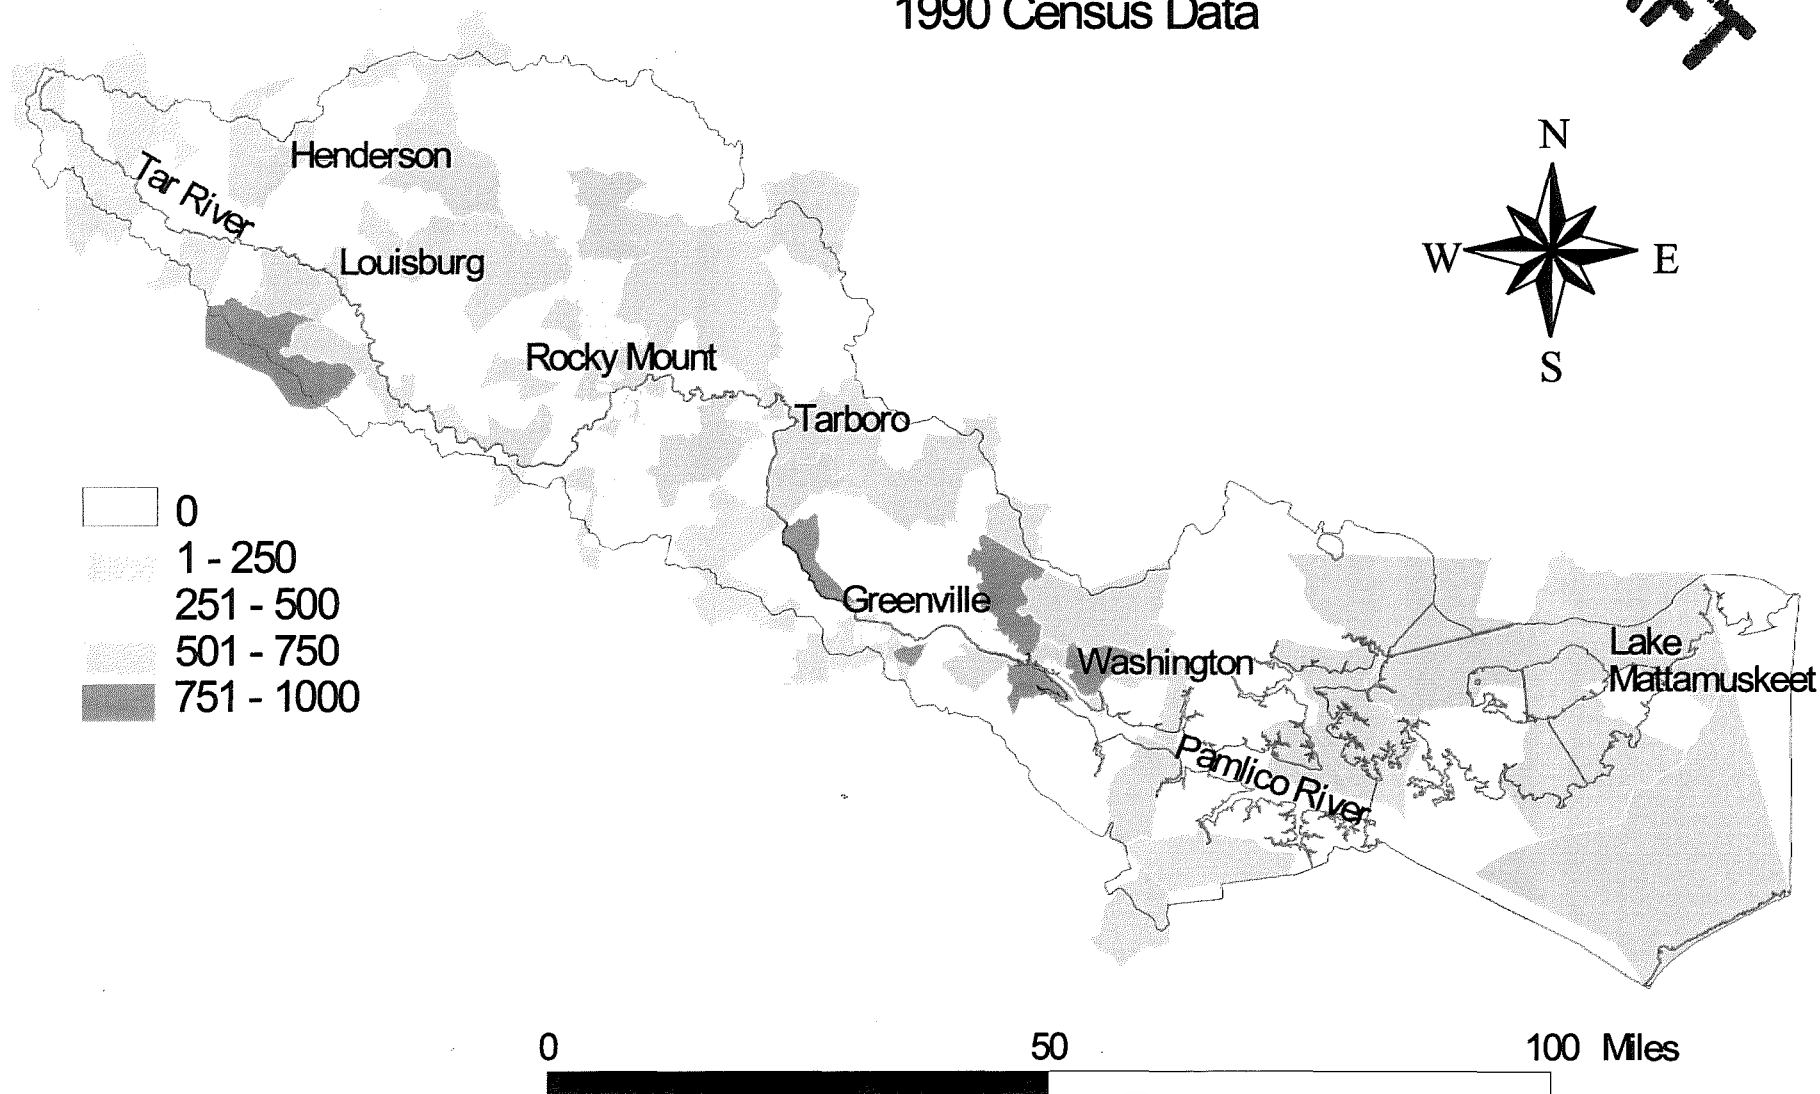 1990 Census Data
N
W
E
S
Henderson
Tar River
Louisburg
Rocky Mount
Tarboro
Greenville
Washington
Lake
Mattamuskeet
Pamlico River
0
1 - 250
251 - 500
501 - 750
751 - 1000
0 50 100 Miles